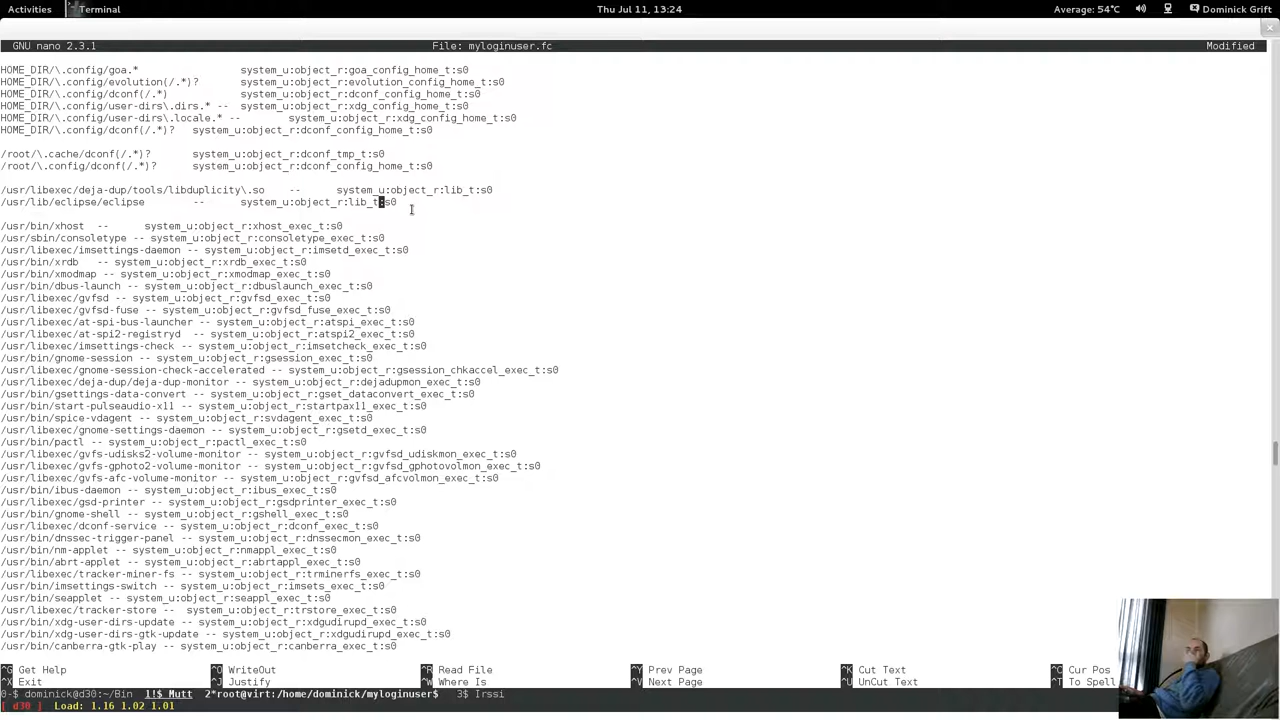 Activities Terminal Thu Jul 11, 13:24 Average: 54°C Dominick Grift
GNU nano 2.3.1 File: myloginuser.fc Modified
HOME_DIR/\.config/goa.* system_u:object_r:goa_config_home_t:s0
HOME_DIR/\.config/evolution(/.*)? system_u:object_r:evolution_config_home_t:s0
HOME_DIR/\.config/dconf(/.*) system_u:object_r:dconf_config_home_t:s0
HOME_DIR/\.config/user-dirs\.dirs.* -- system_u:object_r:xdg_config_home_t:s0
HOME_DIR/\.config/user-dirs\.locale.* -- system_u:object_r:xdg_config_home_t:s0
HOME_DIR/\.config/dconf(/.*)? system_u:object_r:dconf_config_home_t:s0
/root/\.cache/dconf(/.*)? system_u:object_r:dconf_tmp_t:s0
/root/\.config/dconf(/.*)? system_u:object_r:dconf_config_home_t:s0
/usr/libexec/deja-dup/tools/libduplicity\.so -- system_u:object_r:lib_t:s0
/usr/lib/eclipse/eclipse -- system_u:object_r:lib_t:s0
/usr/bin/xhost -- system_u:object_r:xhost_exec_t:s0
/usr/sbin/consoletype -- system_u:object_r:consoletype_exec_t:s0
/usr/libexec/imsettings-daemon -- system_u:object_r:imsetd_exec_t:s0
/usr/bin/xrdb -- system_u:object_r:xrdb_exec_t:s0
/usr/bin/xmodmap -- system_u:object_r:xmodmap_exec_t:s0
/usr/bin/dbus-launch -- system_u:object_r:dbuslaunch_exec_t:s0
/usr/libexec/gvfsd -- system_u:object_r:gvfsd_exec_t:s0
/usr/libexec/gvfsd-fuse -- system_u:object_r:gvfsd_fuse_exec_t:s0
/usr/libexec/at-spi-bus-launcher -- system_u:object_r:atspi_exec_t:s0
/usr/libexec/at-spi2-registryd -- system_u:object_r:atspi2_exec_t:s0
/usr/libexec/imsettings-check -- system_u:object_r:imsetcheck_exec_t:s0
/usr/bin/gnome-session -- system_u:object_r:gsession_exec_t:s0
/usr/libexec/gnome-session-check-accelerated -- system_u:object_r:gsession_chkaccel_exec_t:s0
/usr/libexec/deja-dup/deja-dup-monitor -- system_u:object_r:dejadupmon_exec_t:s0
/usr/bin/gsettings-data-convert -- system_u:object_r:gset_dataconvert_exec_t:s0
/usr/bin/start-pulseaudio-x11 -- system_u:object_r:startpax11_exec_t:s0
/usr/bin/spice-vdagent -- system_u:object_r:svdagent_exec_t:s0
/usr/libexec/gnome-settings-daemon -- system_u:object_r:gsetd_exec_t:s0
/usr/bin/pactl -- system_u:object_r:pactl_exec_t:s0
/usr/libexec/gvfs-udisks2-volume-monitor -- system_u:object_r:gvfsd_udiskmon_exec_t:s0
/usr/libexec/gvfs-gphoto2-volume-monitor -- system_u:object_r:gvfsd_gphotovolmon_exec_t:s0
/usr/libexec/gvfs-afc-volume-monitor -- system_u:object_r:gvfsd_afcvolmon_exec_t:s0
/usr/bin/ibus-daemon -- system_u:object_r:ibus_exec_t:s0
/usr/libexec/gsd-printer -- system_u:object_r:gsdprinter_exec_t:s0
/usr/bin/gnome-shell -- system_u:object_r:gshell_exec_t:s0
/usr/libexec/dconf-service -- system_u:object_r:dconf_exec_t:s0
/usr/bin/dnssec-trigger-panel -- system_u:object_r:dnssecmon_exec_t:s0
/usr/bin/nm-applet -- system_u:object_r:nmappl_exec_t:s0
/usr/bin/abrt-applet -- system_u:object_r:abrtappl_exec_t:s0
/usr/libexec/tracker-miner-fs -- system_u:object_r:trminerfs_exec_t:s0
/usr/bin/imsettings-switch -- system_u:object_r:imsets_exec_t:s0
/usr/bin/seapplet -- system_u:object_r:seappl_exec_t:s0
/usr/libexec/tracker-store -- system_u:object_r:trstore_exec_t:s0
/usr/bin/xdg-user-dirs-update -- system_u:object_r:xdgudirupd_exec_t:s0
/usr/bin/xdg-user-dirs-gtk-update -- system_u:object_r:xdgudirupd_exec_t:s0
/usr/bin/canberra-gtk-play -- system_u:object_r:canberra_exec_t:s0
^G Get Help ^O WriteOut ^R Read File ^Y Prev Page ^K Cut Text ^C Cur Pos
^X Exit ^J Justify ^W Where Is ^V Next Page ^U UnCut Text ^T To Spell
0-$ dominick@d30:~/Bin 1!$ Mutt 2*root@virt:/home/dominick/myloginuser$ 3$ Irssi
[ d30 ] Load: 1.16 1.02 1.01